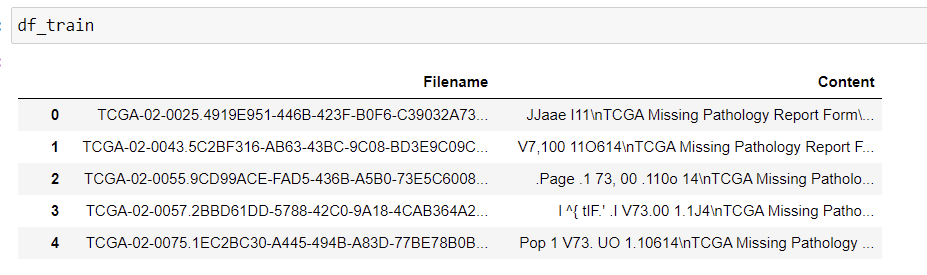 df_train
Filename Content
0 TCGA-02-0025.4919E951-446B-423F-B0F6-C39032A73... JJaae I11\nTCGA Missing Pathology Report Form\...
1 TCGA-02-0043.5C2BF316-AB63-43BC-9C08-BD3E9C09C... V7,100 11O614\nTCGA Missing Pathology Report F...
2 TCGA-02-0055.9CD99ACE-FAD5-436B-A5B0-73E5C6008... .Page .1 73, 00 .110o 14\nTCGA Missing Patholo...
3 TCGA-02-0057.2BBD61DD-5788-42C0-9A18-4CAB364A2... I ^{ tIF.' .I V73.00 1.1J4\nTCGA Missing Patho...
4 TCGA-02-0075.1EC2BC30-A445-494B-A83D-77BE78B0B... Pop 1 V73. UO 1.10614\nTCGA Missing Pathology ...